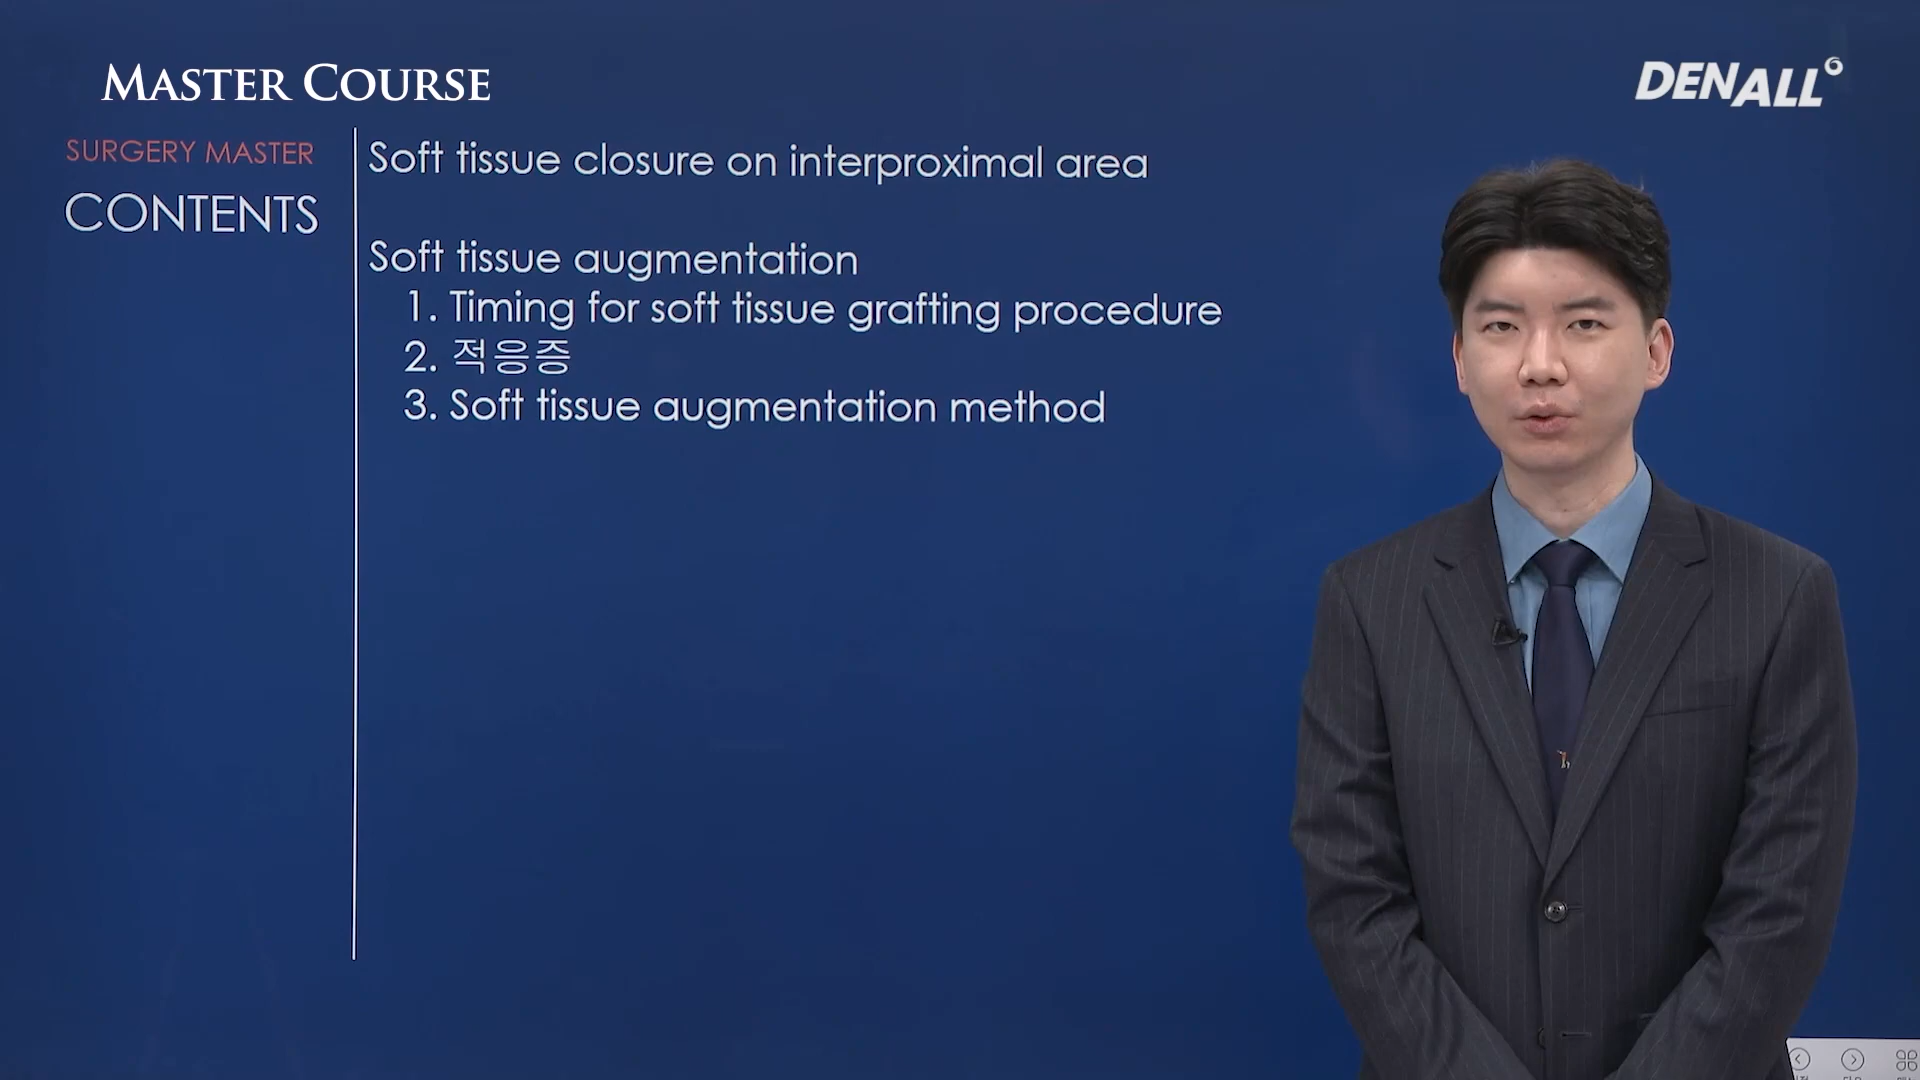 MASTER COURSE
DENALL
SURGERY MASTER
CONTENTS
Soft tissue closure on interproximal area
Soft tissue augmentation
1. Timing for soft tissue grafting procedure
2. 적응증
3. Soft tissue augmentation method